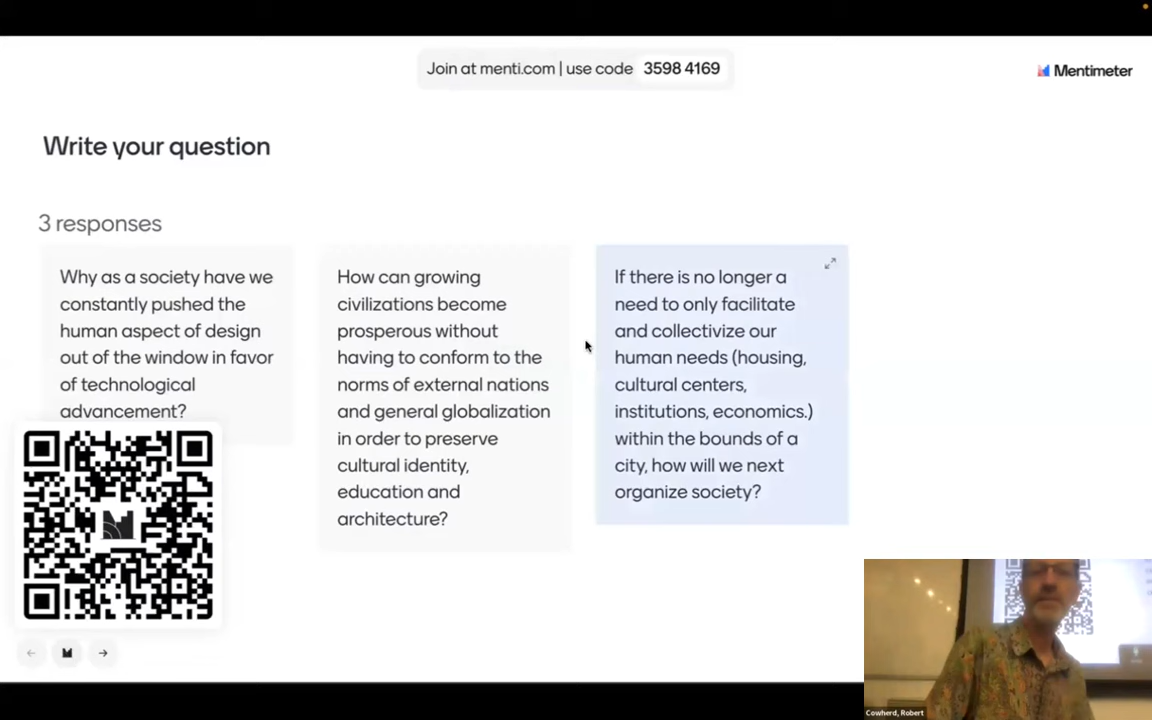 Join at menti.com | use code 3598 4169
Mentimeter
Write your question
3 responses
Why as a society have we
constantly pushed the
human aspect of design
out of the window in favor
of technological
advancement?
How can growing
civilizations become
prosperous without
having to conform to the
norms of external nations
and general globalization
in order to preserve
cultural identity,
education and
architecture?
If there is no longer a
need to only facilitate
and collectivize our
human needs (housing,
cultural centers,
institutions, economics.)
within the bounds of a
city, how will we next
organize society?
Cowherd, Robert